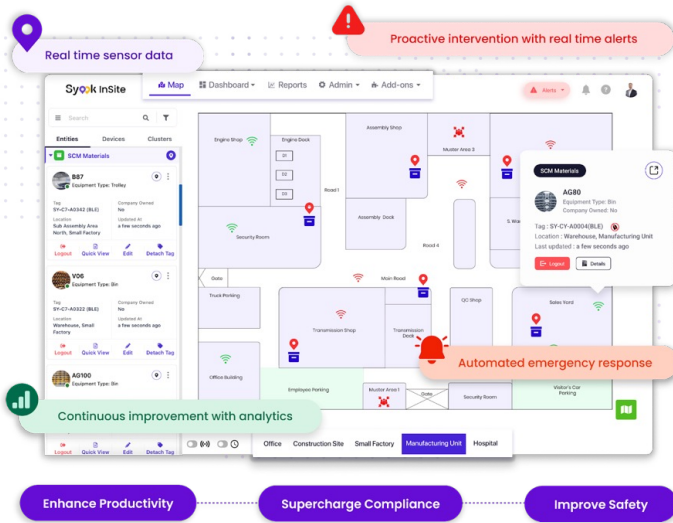 Real time sensor data
Proactive intervention with real time alerts
Syook InSite
Map
Dashboard
Reports
Admin
Add-ons
Alerts
Search
Entities
Devices
Clusters
SCM Materials
B87
Equipment Type: Trolley
Tag
Company Owned
SY-C7-A0342 (BLE)
No
Location
Updated At
Sub Assembly Area
a few seconds ago
North, Small Factory
Logout
Quick View
Edit
Detach Tag
V06
Equipment Type: Bin
Tag
Company Owned
SY-C7-A0322 (BLE)
No
Location
Updated At
Warehouse, Small
a few seconds ago
Factory
Logout
Quick View
Edit
Detach Tag
AG100
Equipment Type: Bin
Logout
Quick View
Edit
Detach Tag
Engine Shop
Engine Dock
D1
D2
D3
Assembly Shop
Muster Area 3
Road 1
Assembly Dock
Security Room
Road 4
Gate
Main Road
Truck Parking
Transmission Shop
Transmission
Dock
QC Shop
Sales Yard
Office Building
Employee Parking
Muster Area 1
Gate
Security Room
Visitor's Car
Parking
SCM Materials
AG80
Equipment Type: Bin
Company Owned: No
Tag : SY-CY-A0004(BLE)
Location : Warehouse, Manufacturing Unit
Last updated : a few seconds ago
Logout
Details
Automated emergency response
Continuous improvement with analytics
Office
Construction Site
Small Factory
Manufacturing Unit
Hospital
Enhance Productivity
Supercharge Compliance
Improve Safety